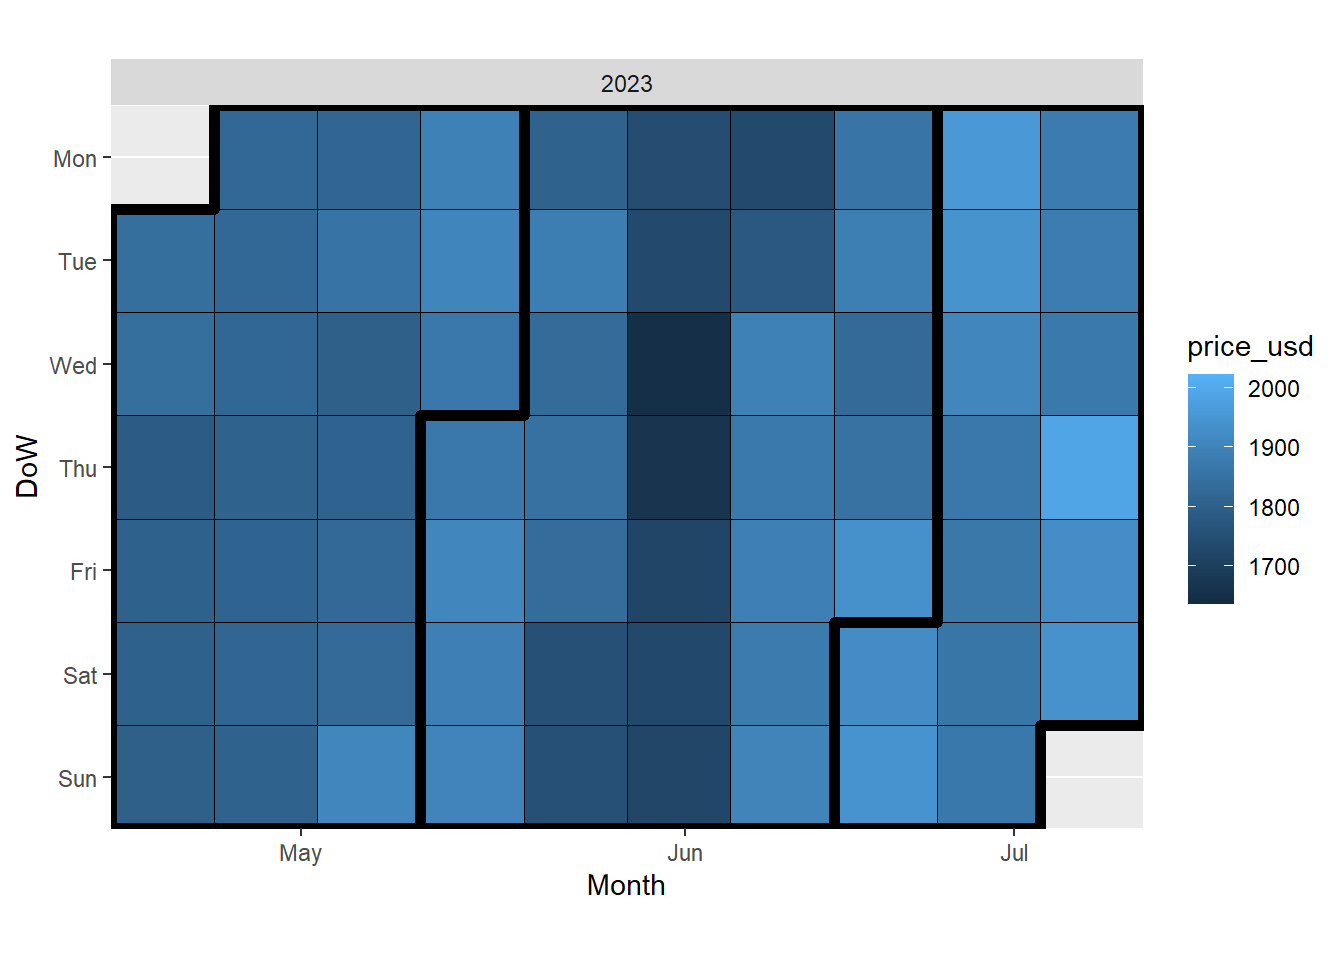 2023
Mon
Tue
Wed
Thu
Fri
Sat
Sun
DoW
May Jun Jul
Month
price_usd
2000
1900
1800
1700